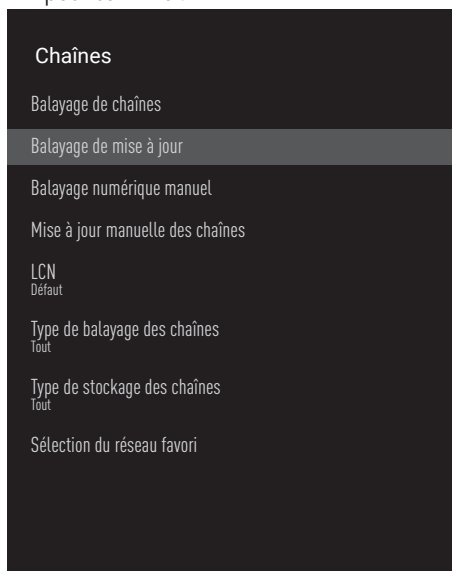 Chaînes
Balayage de chaînes
Balayage de mise à jour
Balayage numérique manuel
Mise à jour manuelle des chaînes
LCN
Défaut
Type de balayage des chaînes
Tout
Type de stockage des chaînes
Tout
Sélection du réseau favori